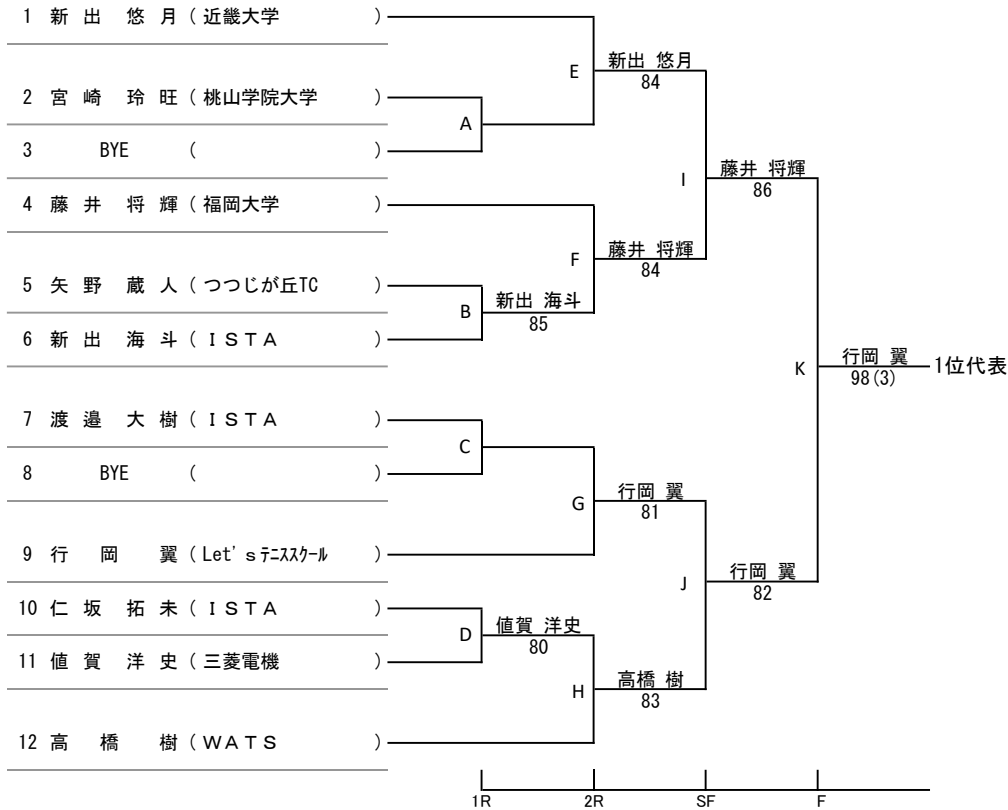 1 新 出 悠 月 ( 近畿大学 )
E 新出 悠月
84
2 宮 崎 玲 旺 ( 桃山学院大学 )
A
3 BYE ( )
I 藤井 将輝
86
4 藤 井 将 輝 ( 福岡大学 )
F 藤井 将輝
84
5 矢 野 蔵 人 ( つつじが丘TC )
B 新出 海斗
85
6 新 出 海 斗 ( ＩＳＴＡ )
K 行岡 翼 1位代表
98(3)
7 渡 邉 大 樹 ( ＩＳＴＡ )
C
8 BYE ( )
G 行岡 翼
81
9 行 岡 翼 ( Let'ｓﾃﾆｽｽｸｰﾙ )
J 行岡 翼
82
10 仁 坂 拓 未 ( ＩＳＴＡ )
D 値賀 洋史
80
11 値 賀 洋 史 ( 三菱電機 )
H 高橋 樹
83
12 高 橋 樹 ( ＷＡＴＳ )
1R 2R SF F